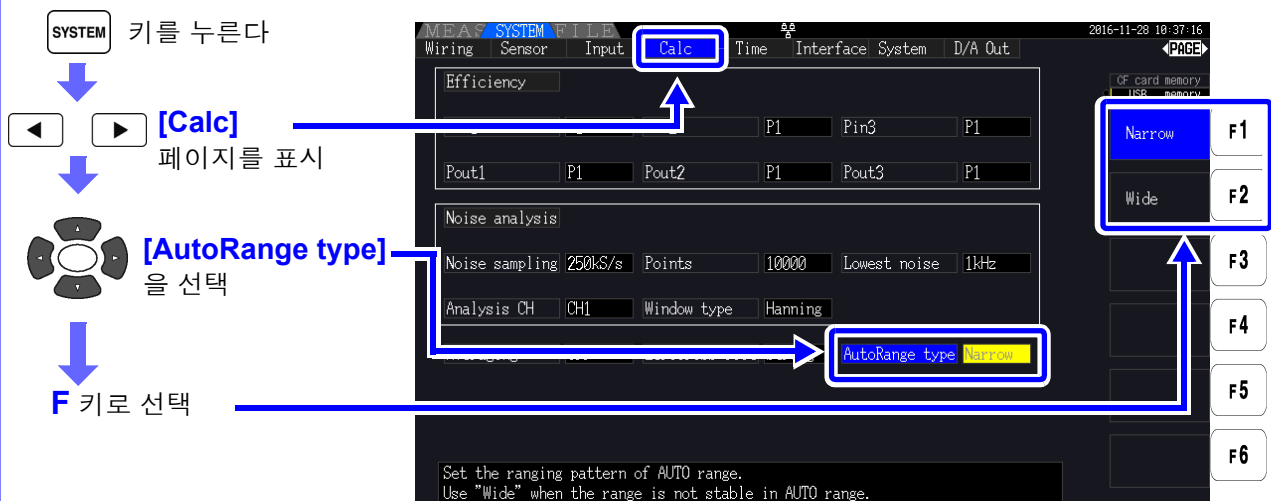 SYSTEM 키를 누른다
[Calc]
페이지를 표시
[AutoRange type]
을 선택
F 키로 선택
MEAS SYSTEM FILE
2016-11-28 10:37:16
Wiring Sensor Input Calc Time Interface System D/A Out
PAGE
CF card memory
USB memory
Efficiency
P1 Pin3 P1
Pout1 P1 Pout2 P1 Pout3 P1
Noise analysis
Noise sampling 250kS/s Points 10000 Lowest noise 1kHz
Analysis CH CH1 Window type Hanning
AutoRange type Narrow
Set the ranging pattern of AUTO range.
Use "Wide" when the range is not stable in AUTO range.
Narrow F1
Wide F2
F3
F4
F5
F6